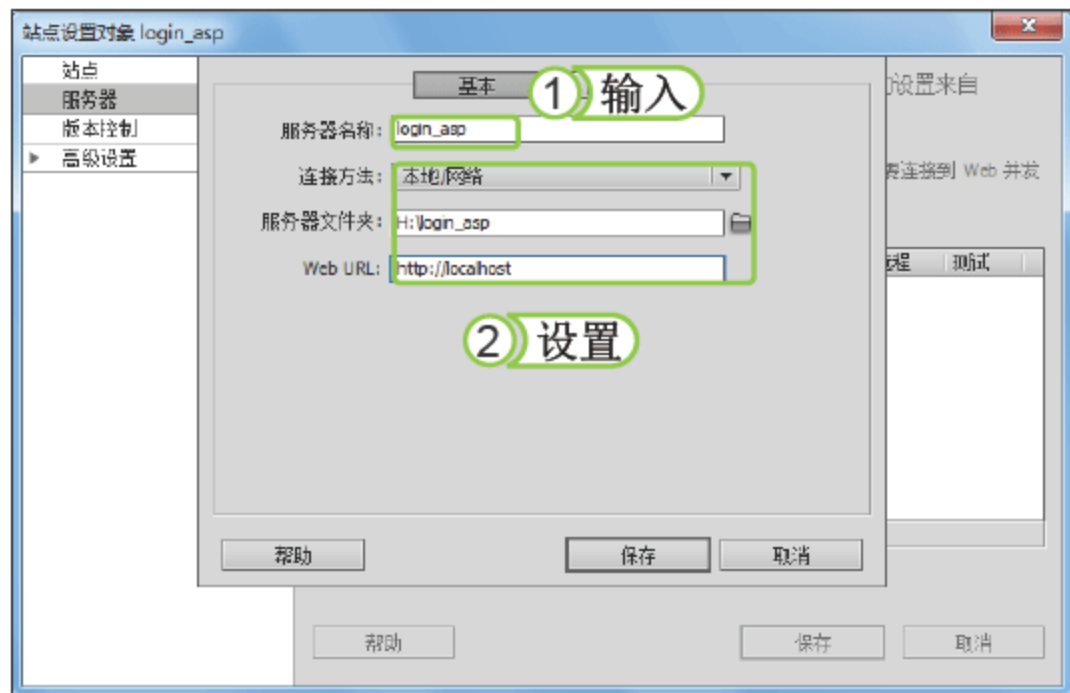 站点设置对象 login_asp
站点
服务器
版本控制
高级设置
基本
1 输入
服务器名称: login_asp
连接方法: 本地/网络
服务器文件夹: H:\login_asp
Web URL: http://localhost
2 设置
帮助 保存 取消
设置来自
连接到 Web 并发
程 测试
帮助 保存 取消